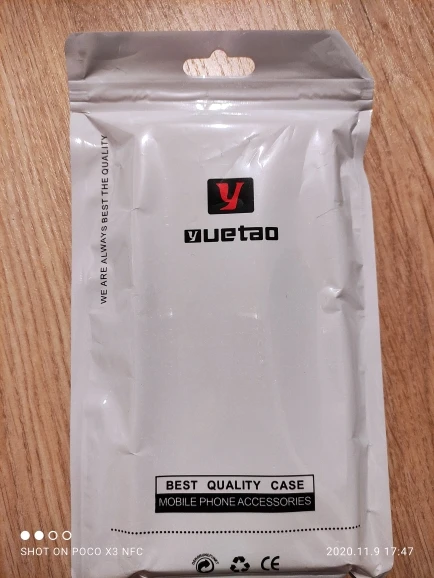 WE ARE ALWAYS BEST THE QUALITY
y
yuetao
BEST QUALITY CASE
MOBILE PHONE ACCESSORIES
CE
SHOT ON POCO X3 NFC
2020.11.9 17:47